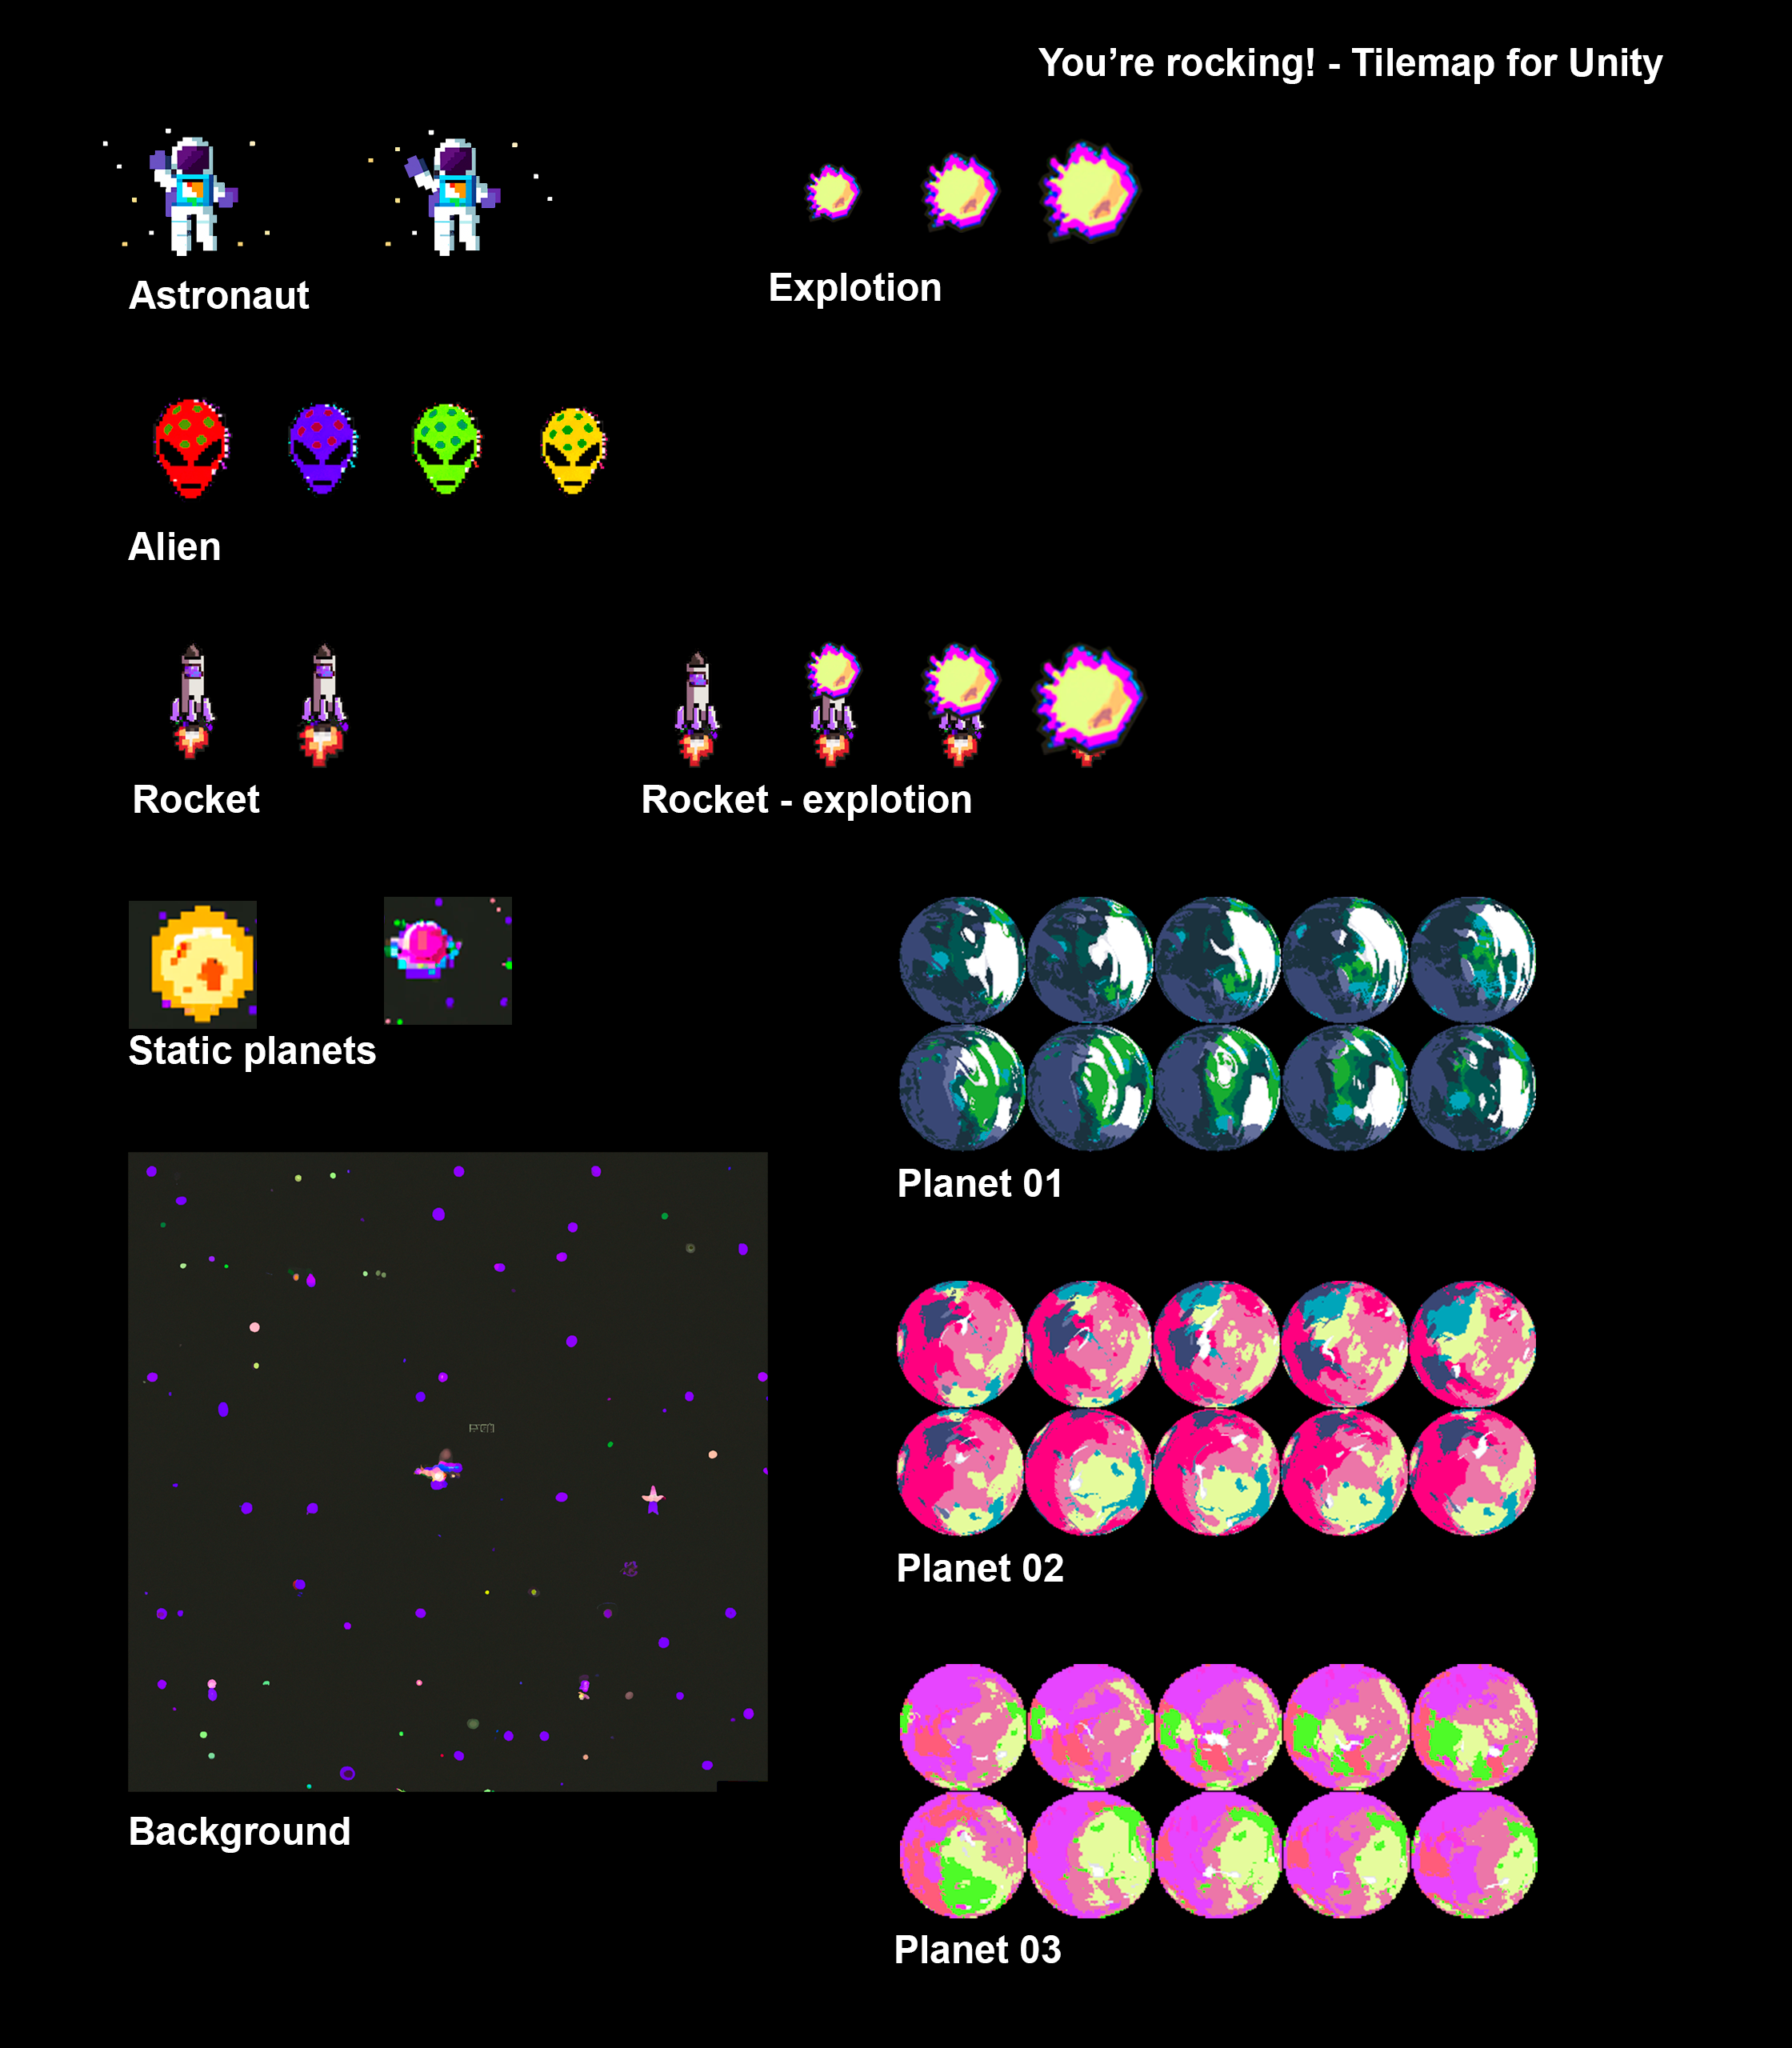 You’re rocking! - Tilemap for Unity
Astronaut
Explotion
Alien
Rocket
Rocket - explotion
Static planets
Planet 01
Planet 02
Background
Planet 03